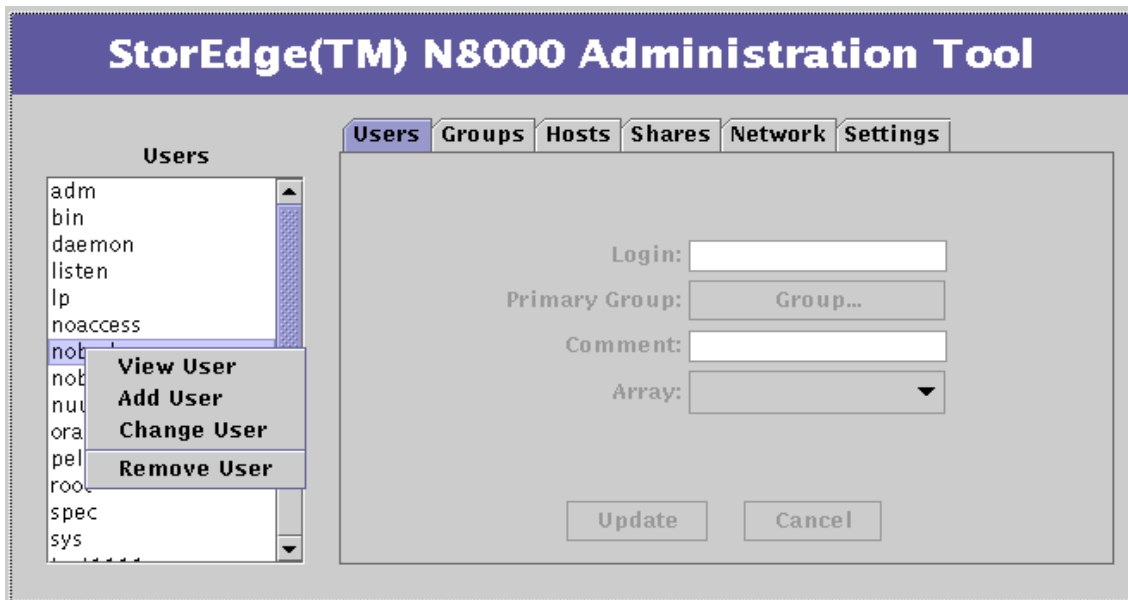 StorEdge(TM) N8000 Administration Tool
Users Groups Hosts Shares Network Settings
Users
adm
bin
daemon
listen
lp
noaccess
View User
Add User
Change User
Remove User
root
spec
sys
Login:
Primary Group: Group...
Comment:
Array:
Update Cancel